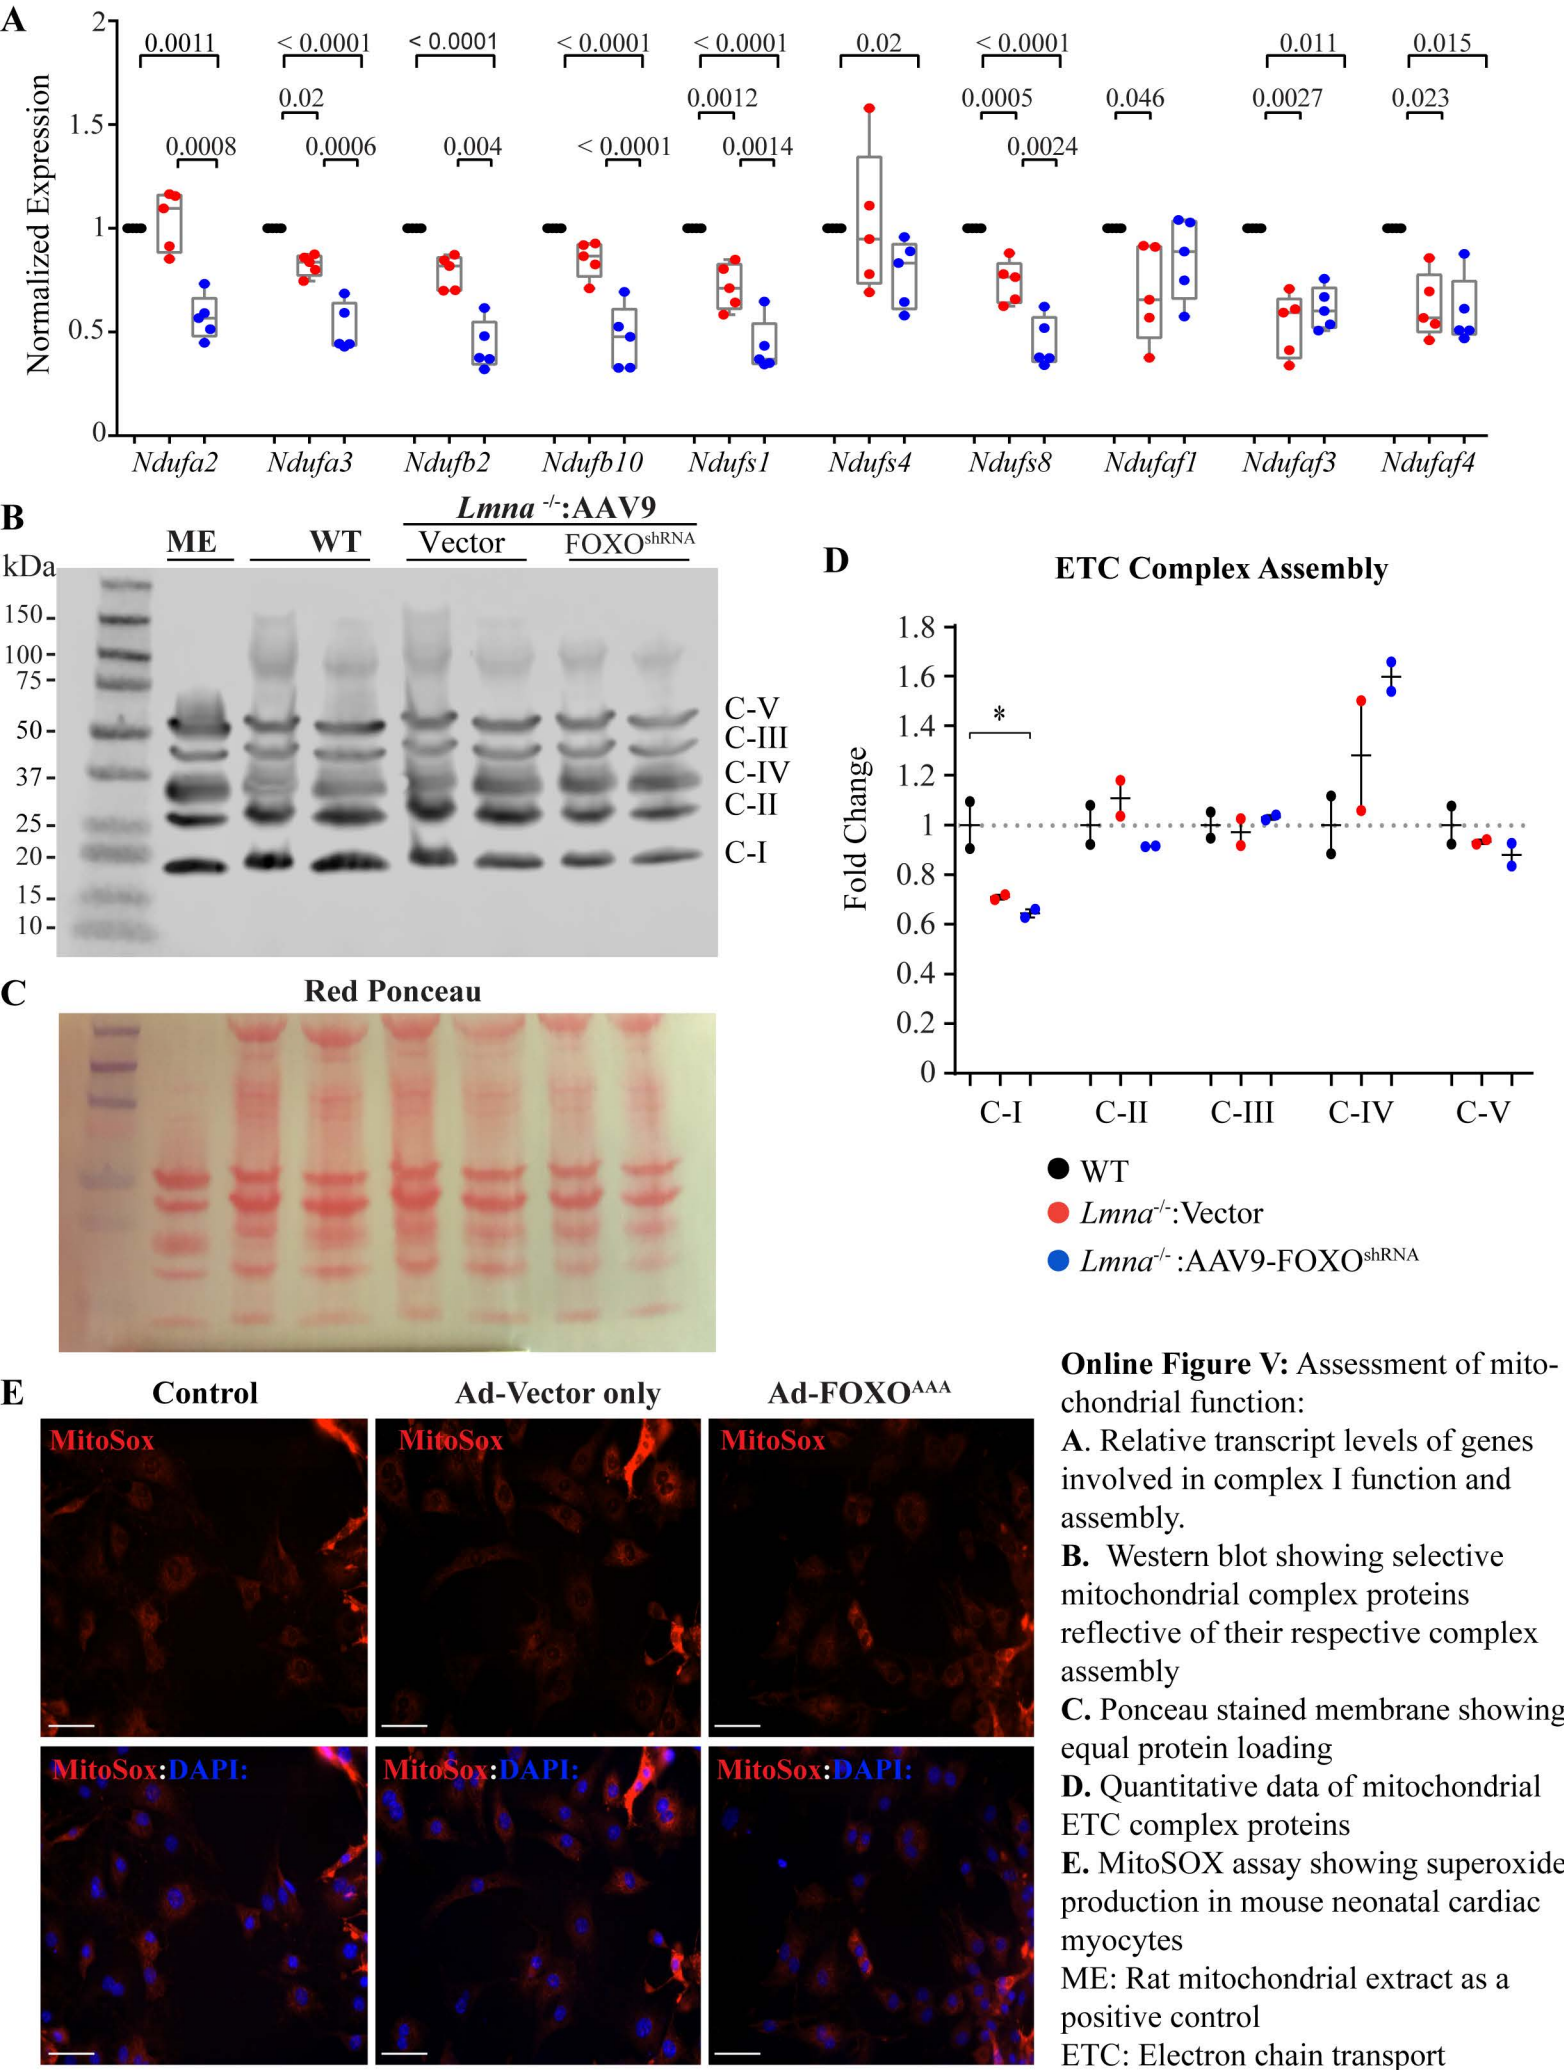 A
2
0.0011
< 0.0001
< 0.0001
< 0.0001
< 0.0001
0.02
< 0.0001
0.011
0.015
0.02
0.0012
0.0005
0.046
0.0027
0.023
1.5
0.0008
0.0006
0.004
< 0.0001
0.0014
0.0024
Normalized Expression
1
0.5
0
Ndufa2
Ndufa3
Ndufb2
Ndufb10
Ndufs1
Ndufs4
Ndufs8
Ndufaf1
Ndufaf3
Ndufaf4
B
Lmna -/-:AAV9
ME
WT
Vector
FOXOshRNA
kDa
150
100
75
50
37
25
20
15
10
C-V
C-III
C-IV
C-II
C-I
C
Red Ponceau
D
ETC Complex Assembly
Fold Change
1.8
1.6
1.4
1.2
1
0.8
0.6
0.4
0.2
0
*
C-I
C-II
C-III
C-IV
C-V
WT
Lmna-/-:Vector
Lmna-/- :AAV9-FOXOshRNA
E
Control
Ad-Vector only
Ad-FOXOAAA
MitoSox
MitoSox
MitoSox
MitoSox:DAPI:
MitoSox:DAPI:
MitoSox:DAPI:
Online Figure V: Assessment of mito-
chondrial function:
A. Relative transcript levels of genes
involved in complex I function and
assembly.
B. Western blot showing selective
mitochondrial complex proteins
reflective of their respective complex
assembly
C. Ponceau stained membrane showing
equal protein loading
D. Quantitative data of mitochondrial
ETC complex proteins
E. MitoSOX assay showing superoxide
production in mouse neonatal cardiac
myocytes
ME: Rat mitochondrial extract as a
positive control
ETC: Electron chain transport